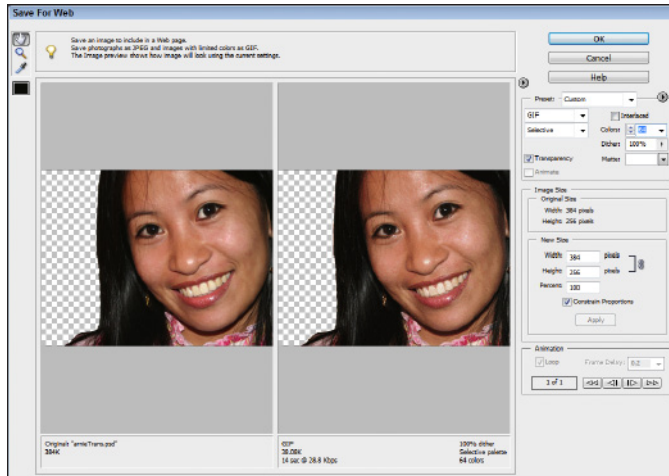 Save For Web
Save an image to include in a Web page.
Save photographs as JPEG and images with limited colors as GIF.
The Image preview shows how image will look using the current settings.
OK
Cancel
Help
Preset: Custom
GIF
Interlaced
Selective
Colors:
Dither: 100%
Transparency
Matte:
Animate
Image Size
Original Size
Width: 384 pixels
Height: 256 pixels
New Size
Width: 384 pixels
Height: 256 pixels
Percent: 100
Constrain Proportions
Apply
Animation
Loop
Frame Delay: 0.2
1 of 1
Original: "amieTrans.psd"
384K
GIF
14 sec @ 28.8 Kbps
100% dither
Selective palette
64 colors